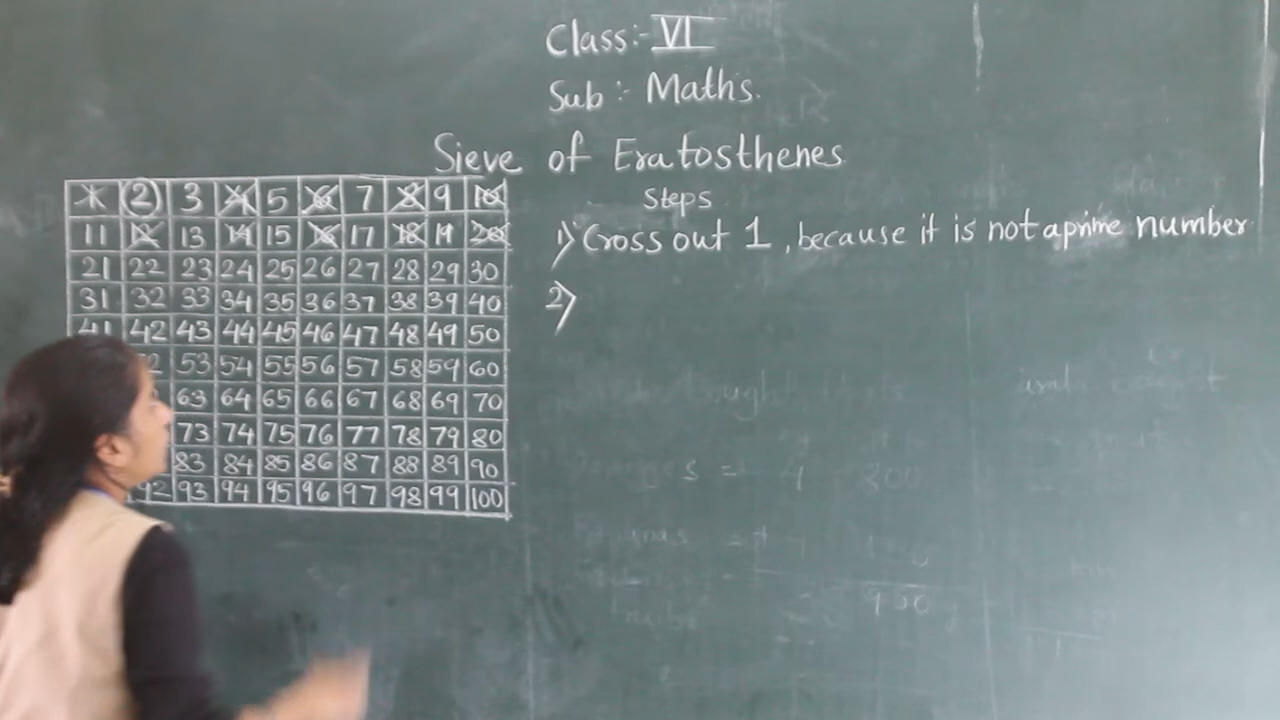 Class:- VI
Sub :- Maths.
Sieve of Eratosthenes
Steps
1) Cross out 1, because it is not a prime number
2)
1 2 3 4 5 6 7 8 9 10
11 12 13 14 15 16 17 18 19 20
21 22 23 24 25 26 27 28 29 30
31 32 33 34 35 36 37 38 39 40
41 42 43 44 45 46 47 48 49 50
53 54 55 56 57 58 59 60
63 64 65 66 67 68 69 70
73 74 75 76 77 78 79 80
83 84 85 86 87 88 89 90
92 93 94 95 96 97 98 99 100